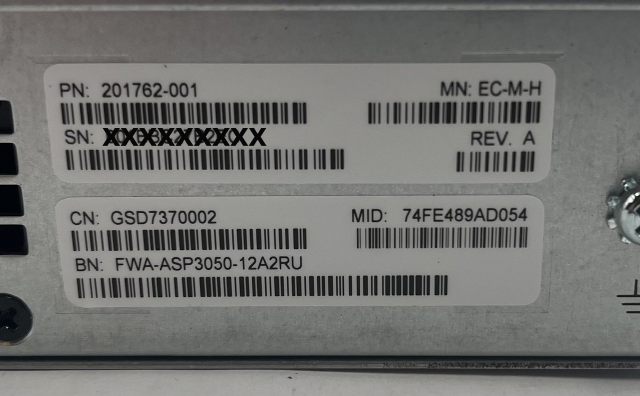 PN: 201762-001
MN: EC-M-H
SN: XXXXXXXXX
REV. A
CN: GSD7370002
MID: 74FE489AD054
BN: FWA-ASP3050-12A2RU